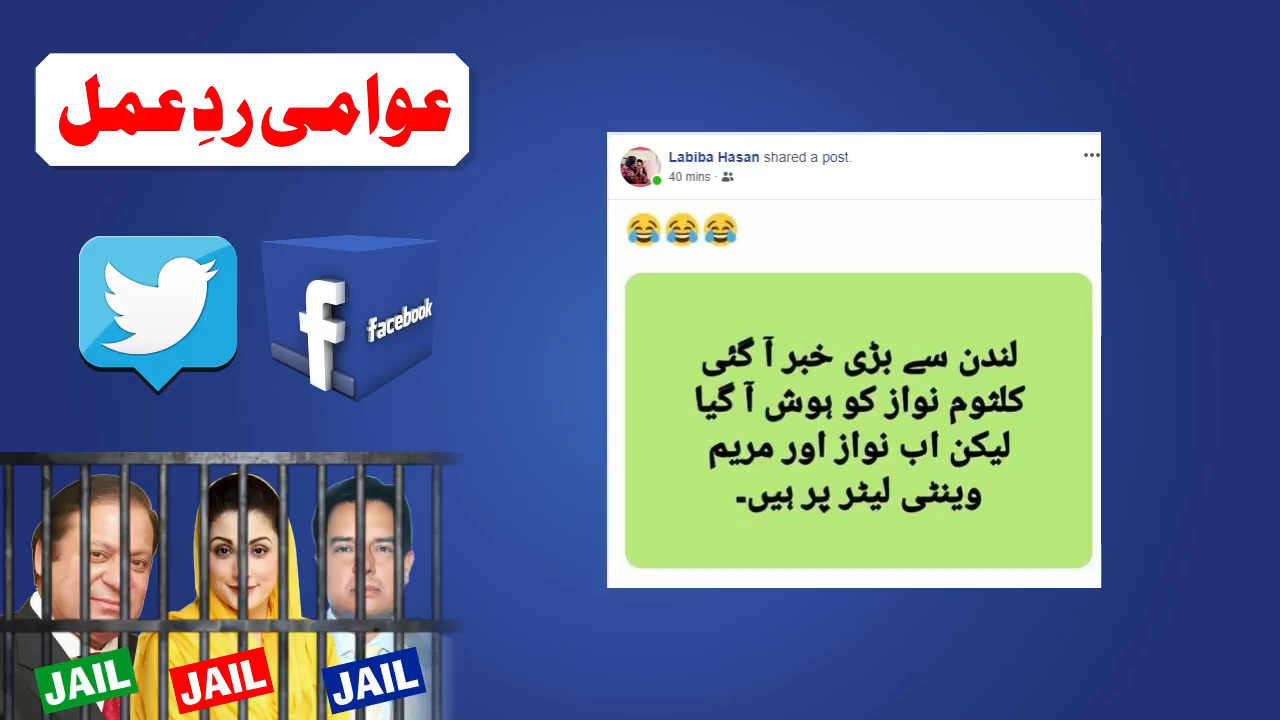 عوامی ردِعمل
facebook
Labiba Hasan shared a post.
40 mins
لندن سے بڑی خبر آ گئی
کلثوم نواز کو ہوش آ گیا
لیکن اب نواز اور مریم
وینٹی لیٹر پر ہیں۔
JAIL
JAIL
JAIL